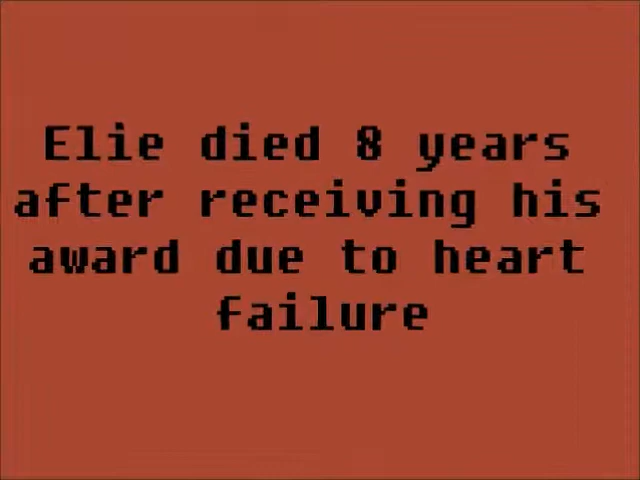 Elie died 8 years
after receiving his
award due to heart
failure